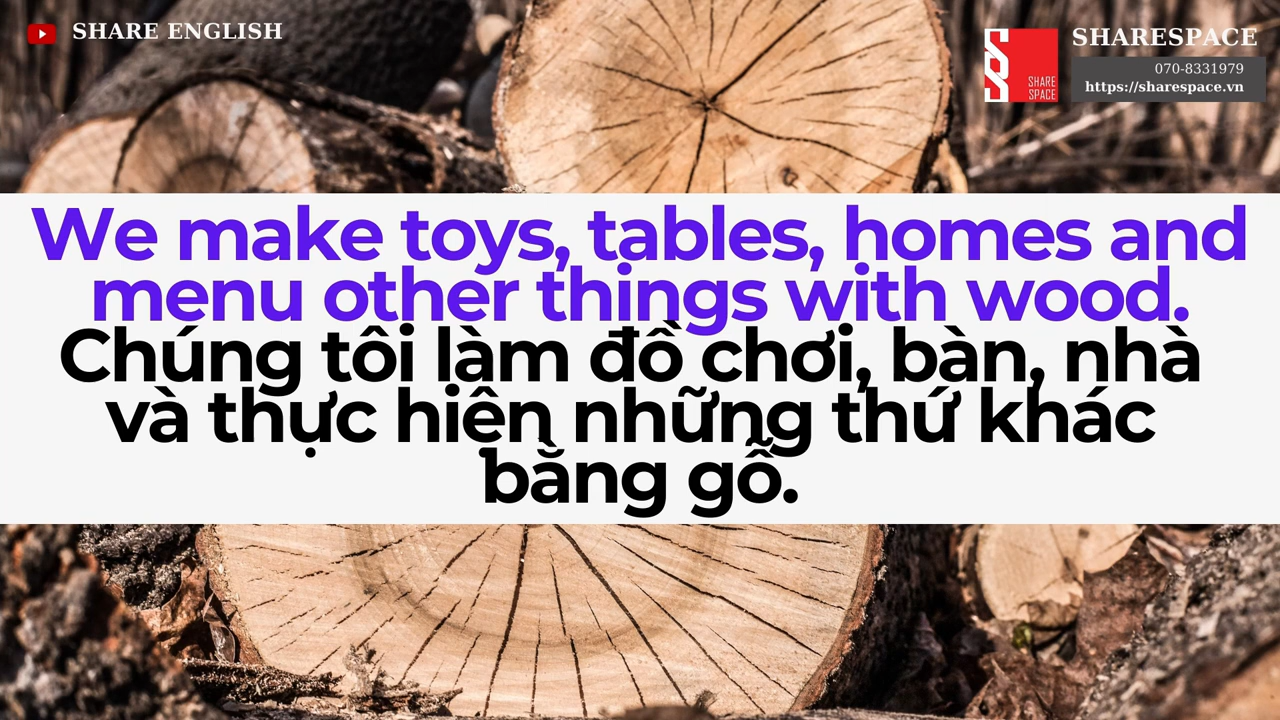 SHARE ENGLISH
SHARESPACE
070-8331979
https://sharespace.vn
SHARE
SPACE
We make toys, tables, homes and
menu other things with wood.
Chúng tôi làm đồ chơi, bàn, nhà
và thực hiện những thứ khác
bằng gỗ.